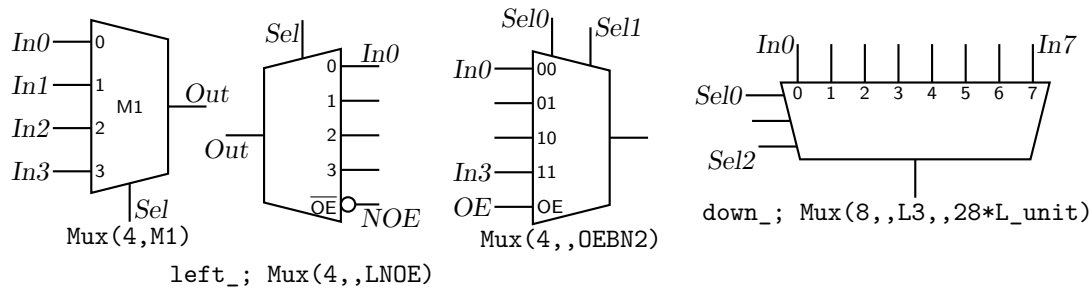 In0
0
In1
1
M1
Out
In2
2
In3
3
Sel
Mux(4,M1)
Sel
0
In0
1
2
Out
3
OE
NOE
left_; Mux(4,,LNOE)
Sel0
Sel1
In0
00
01
10
In3
11
OE
OE
Mux(4,,OEBN2)
In0
In7
Sel0
0 1 2 3 4 5 6 7
Sel2
down_; Mux(8,,L3,,28*L_unit)